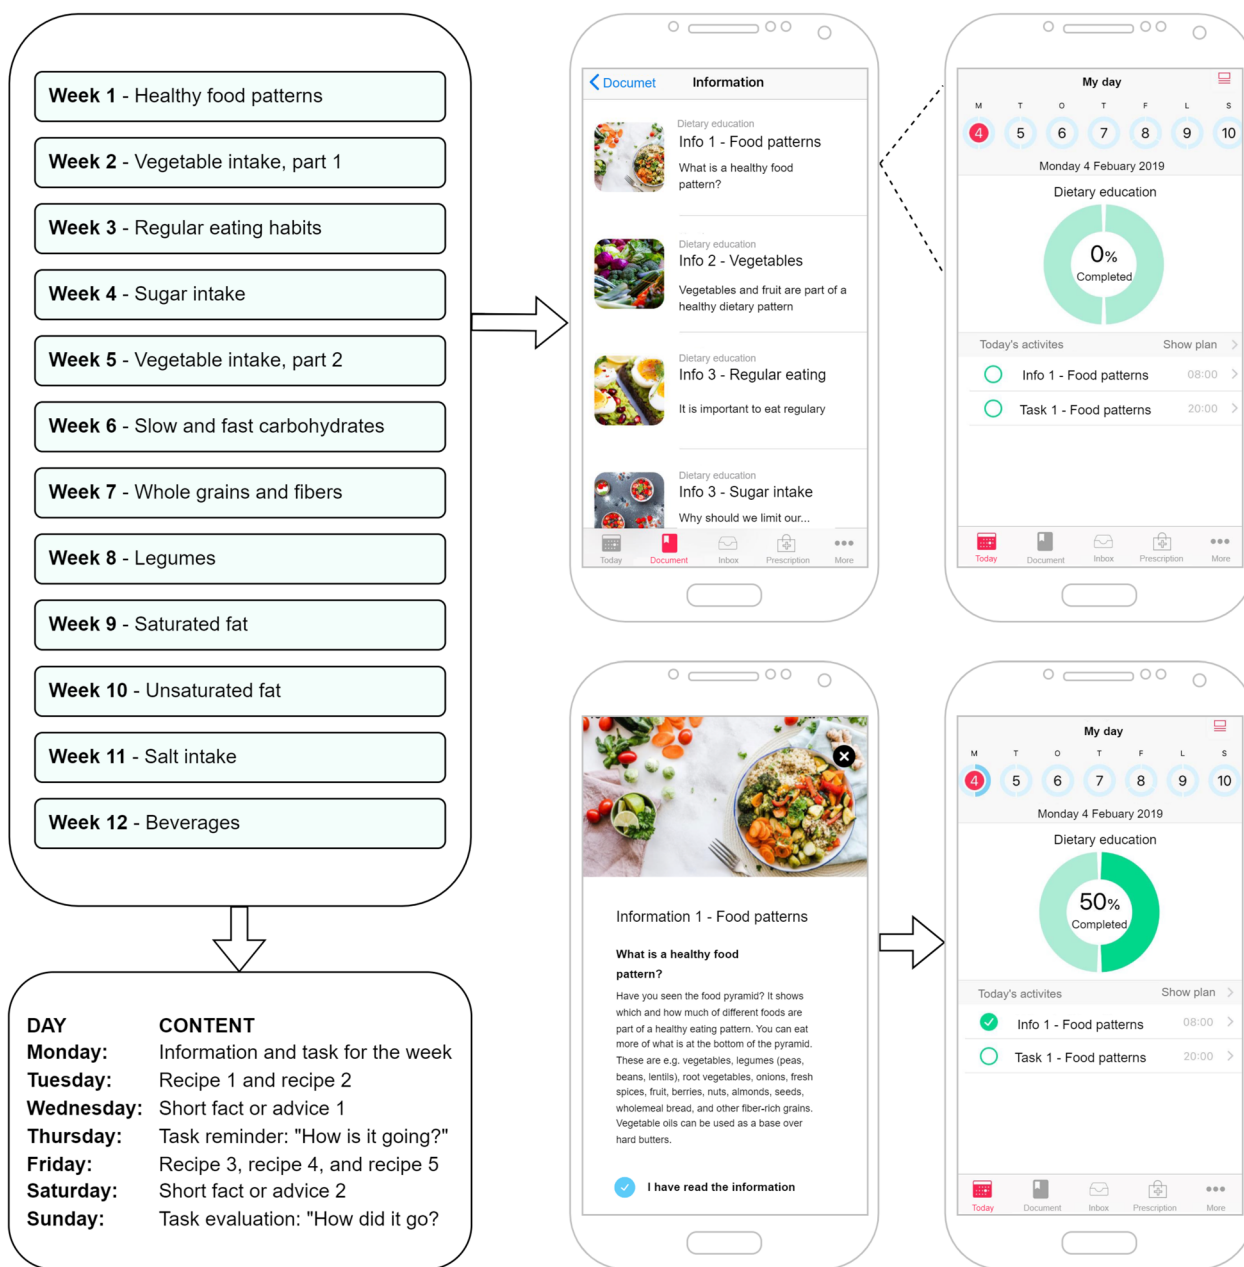 Week 1 - Healthy food patterns
Week 2 - Vegetable intake, part 1
Week 3 - Regular eating habits
Week 4 - Sugar intake
Week 5 - Vegetable intake, part 2
Week 6 - Slow and fast carbohydrates
Week 7 - Whole grains and fibers
Week 8 - Legumes
Week 9 - Saturated fat
Week 10 - Unsaturated fat
Week 11 - Salt intake
Week 12 - Beverages
DAY CONTENT
Monday: Information and task for the week
Tuesday: Recipe 1 and recipe 2
Wednesday: Short fact or advice 1
Thursday: Task reminder: "How is it going?"
Friday: Recipe 3, recipe 4, and recipe 5
Saturday: Short fact or advice 2
Sunday: Task evaluation: "How did it go?
Documet Information
Dietary education
Info 1 - Food patterns
What is a healthy food
pattern?
Dietary education
Info 2 - Vegetables
Vegetables and fruit are part of a
healthy dietary pattern
Dietary education
Info 3 - Regular eating
It is important to eat regulary
Dietary education
Info 3 - Sugar intake
Why should we limit our...
Today Document Inbox Prescription More
My day
M T O T F L S
4 5 6 7 8 9 10
Monday 4 Febuary 2019
Dietary education
0%
Completed
Today's activites Show plan
Info 1 - Food patterns 08:00
Task 1 - Food patterns 20:00
Today Document Inbox Prescription More
Information 1 - Food patterns
What is a healthy food
pattern?
Have you seen the food pyramid? It shows
which and how much of different foods are
part of a healthy eating pattern. You can eat
more of what is at the bottom of the pyramid.
These are e.g. vegetables, legumes (peas,
beans, lentils), root vegetables, onions, fresh
spices, fruit, berries, nuts, almonds, seeds,
wholemeal bread, and other fiber-rich grains.
Vegetable oils can be used as a base over
hard butters.
I have read the information
My day
M T O T F L S
4 5 6 7 8 9 10
Monday 4 Febuary 2019
Dietary education
50%
Completed
Today's activites Show plan
Info 1 - Food patterns 08:00
Task 1 - Food patterns 20:00
Today Document Inbox Prescription More